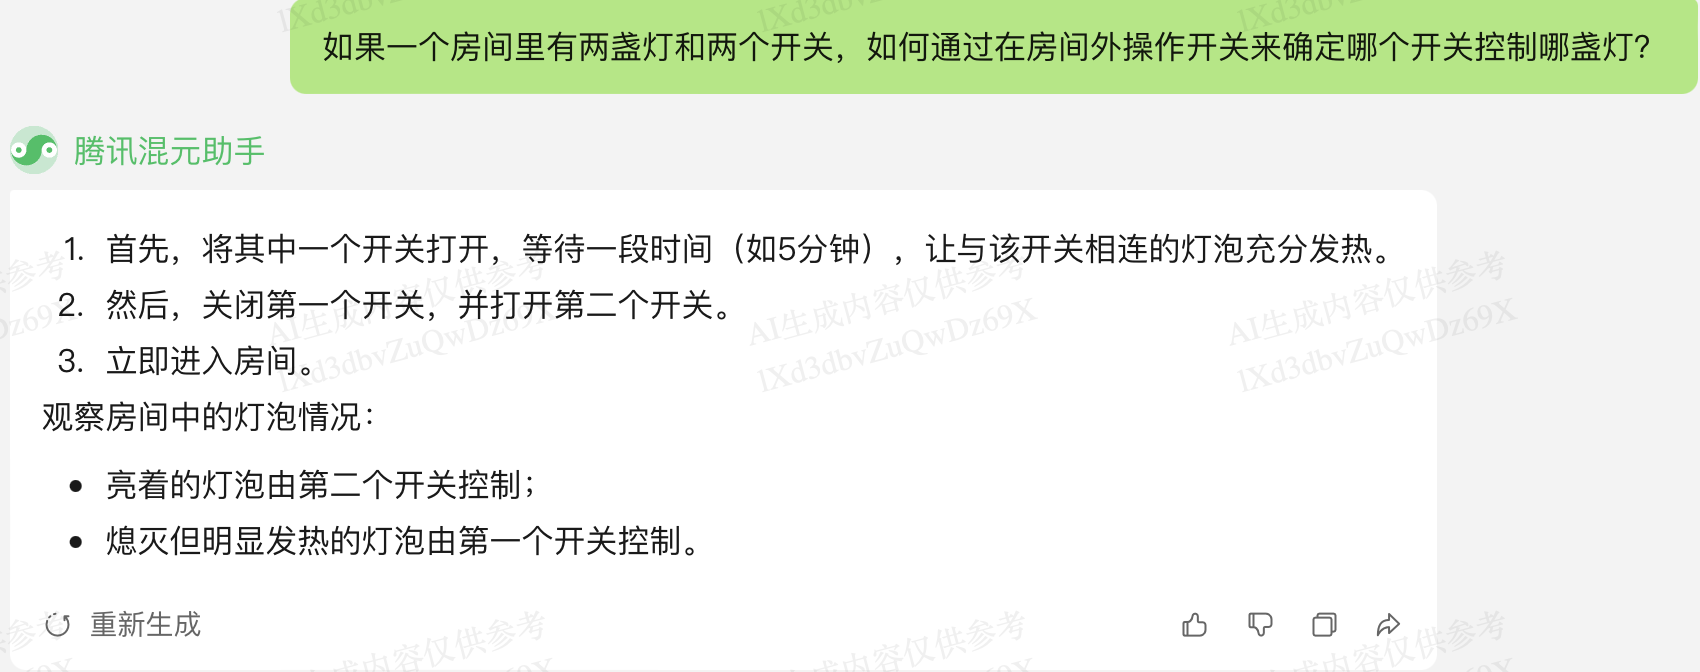 如果一个房间里有两盏灯和两个开关，如何通过在房间外操作开关来确定哪个开关控制哪盏灯？
腾讯混元助手
1. 首先，将其中一个开关打开，等待一段时间（如5分钟），让与该开关相连的灯泡充分发热。
2. 然后，关闭第一个开关，并打开第二个开关。
3. 立即进入房间。
观察房间中的灯泡情况：
• 亮着的灯泡由第二个开关控制；
• 熄灭但明显发热的灯泡由第一个开关控制。
重新生成
AI生成内容仅供参考
IXd3dbvZuQwDz69X
AI生成内容仅供参考
IXd3dbvZuQwDz69X
AI生成内容仅供参考
IXd3dbvZuQwDz69X